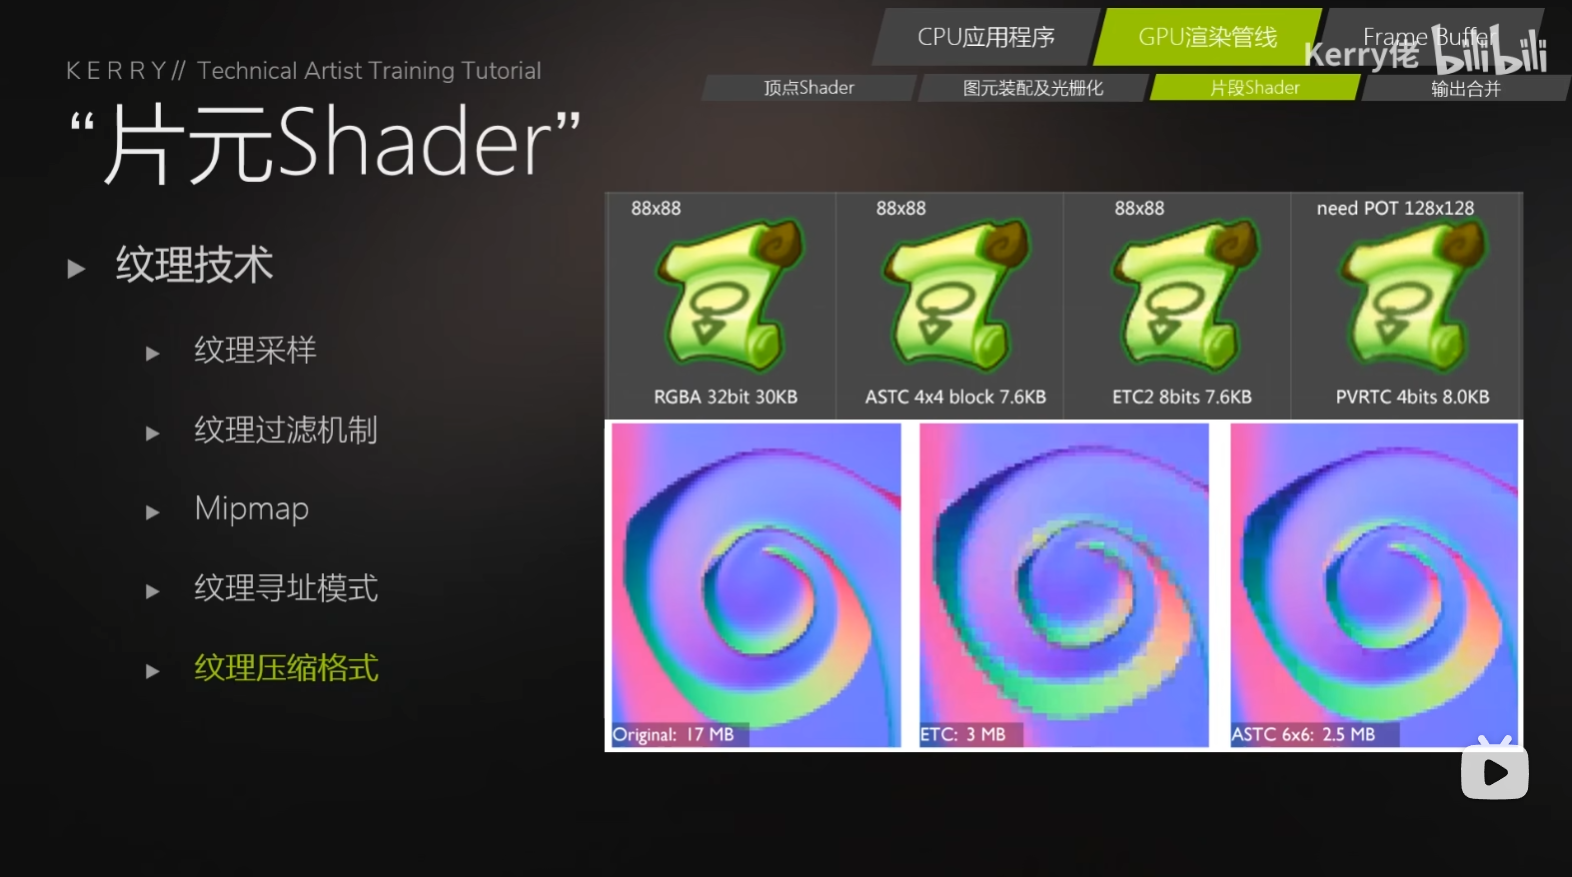 CPU应用程序
GPU渲染管线
Frame Buffer
Kerry佬 bilibili
顶点Shader
图元装配及光栅化
片段Shader
输出合并
KERRY// Technical Artist Training Tutorial
“片元Shader”
纹理技术
纹理采样
纹理过滤机制
Mipmap
纹理寻址模式
纹理压缩格式
88x88
88x88
88x88
need POT 128x128
RGBA 32bit 30KB
ASTC 4x4 block 7.6KB
ETC2 8bits 7.6KB
PVRTC 4bits 8.0KB
Original: 17 MB
ETC: 3 MB
ASTC 6x6: 2.5 MB